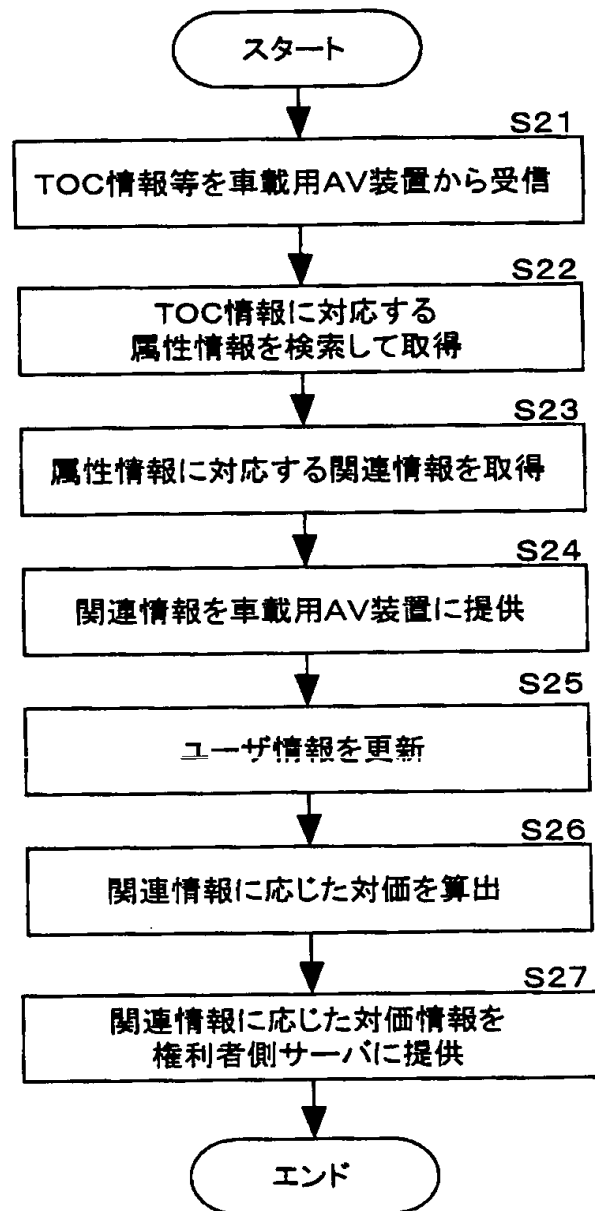 スタート
S21
TOC情報等を車載用AV装置から受信
S22
TOC情報に対応する
属性情報を検索して取得
S23
属性情報に対応する関連情報を取得
S24
関連情報を車載用AV装置に提供
S25
ユーザ情報を更新
S26
関連情報に応じた対価を算出
S27
関連情報に応じた対価情報を
権利者側サーバに提供
エンド